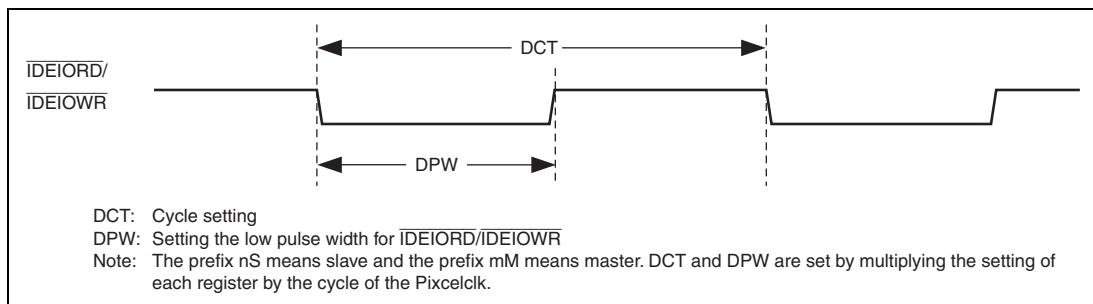 DCT
IDEIORD/
IDEIOWR
DPW
DCT: Cycle setting
DPW: Setting the low pulse width for IDEIORD/IDEIOWR
Note: The prefix nS means slave and the prefix mM means master. DCT and DPW are set by multiplying the setting of
each register by the cycle of the Pixcelclk.